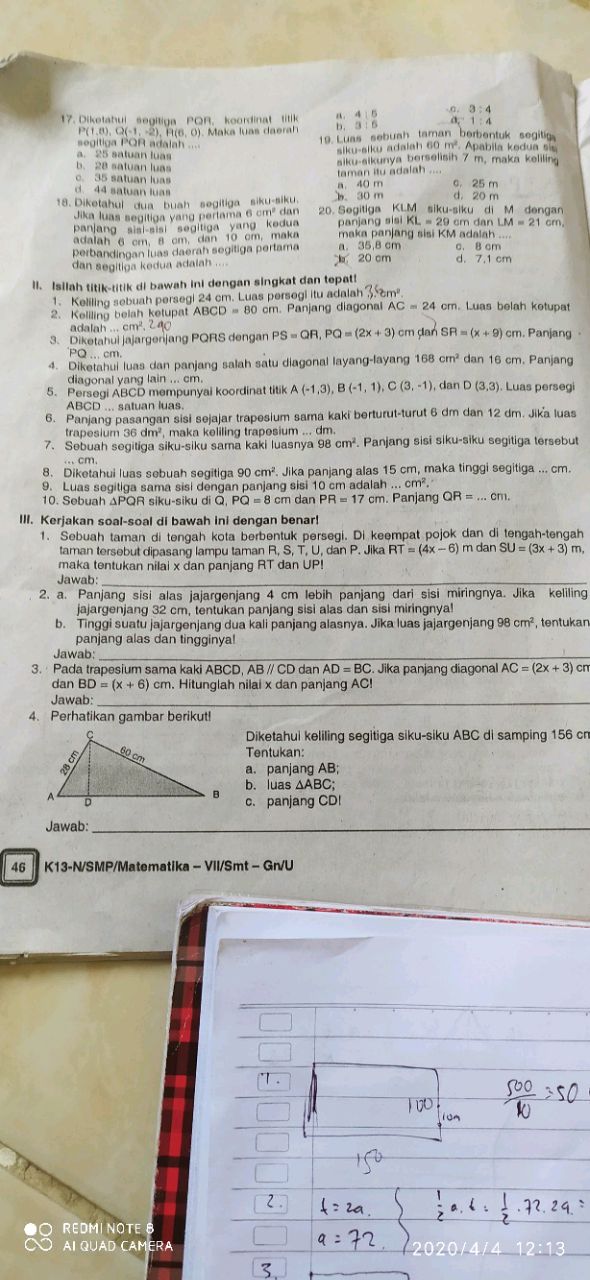 17. Diketahui segitiga PQR, koordinat titik
P(1,8), Q(-1, -2), R(6, 0). Maka luas daerah
segitiga PQR adalah ....
a. 25 satuan luas
b. 28 satuan luas
c. 35 satuan luas
d. 44 satuan luas
18. Diketahui dua buah segitiga siku-siku.
Jika luas segitiga yang pertama 6 cm² dan
panjang sisi-sisi segitiga yang kedua
adalah 6 cm, 8 cm, dan 10 cm, maka
perbandingan luas daerah segitiga pertama
dan segitiga kedua adalah ....
a. 4 : 5 c. 3 : 4
b. 3 : 5 d. 1 : 4
19. Luas sebuah taman berbentuk segitiga
siku-siku adalah 60 m². Apabila kedua sisi
siku-sikunya berselisih 7 m, maka keliling
taman itu adalah ....
a. 40 m c. 25 m
b. 30 m d. 20 m
20. Segitiga KLM siku-siku di M dengan
panjang sisi KL = 29 cm dan LM = 21 cm,
maka panjang sisi KM adalah ....
a. 35,8 cm c. 8 cm
b. 20 cm d. 7,1 cm
II. Isilah titik-titik di bawah ini dengan singkat dan tepat!
1. Keliling sebuah persegi 24 cm. Luas persegi itu adalah cm².
2. Keliling belah ketupat ABCD = 80 cm. Panjang diagonal AC = 24 cm. Luas belah ketupat
adalah ... cm².
3. Diketahui jajargenjang PQRS dengan PS = QR, PQ = (2x + 3) cm dan SR = (x + 9) cm. Panjang
PQ ... cm.
4. Diketahui luas dan panjang salah satu diagonal layang-layang 168 cm² dan 16 cm. Panjang
diagonal yang lain ... cm.
5. Persegi ABCD mempunyai koordinat titik A (-1,3), B (-1, 1), C (3, -1), dan D (3,3). Luas persegi
ABCD ... satuan luas.
6. Panjang pasangan sisi sejajar trapesium sama kaki berturut-turut 6 dm dan 12 dm. Jika luas
trapesium 36 dm², maka keliling trapesium ... dm.
7. Sebuah segitiga siku-siku sama kaki luasnya 98 cm². Panjang sisi siku-siku segitiga tersebut
... cm.
8. Diketahui luas sebuah segitiga 90 cm². Jika panjang alas 15 cm, maka tinggi segitiga ... cm.
9. Luas segitiga sama sisi dengan panjang sisi 10 cm adalah ... cm².
10. Sebuah ΔPQR siku-siku di Q, PQ = 8 cm dan PR = 17 cm. Panjang QR = ... cm.
III. Kerjakan soal-soal di bawah ini dengan benar!
1. Sebuah taman di tengah kota berbentuk persegi. Di keempat pojok dan di tengah-tengah
taman tersebut dipasang lampu taman R, S, T, U, dan P. Jika RT = (4x – 6) m dan SU = (3x + 3) m,
maka tentukan nilai x dan panjang RT dan UP!
Jawab:
2. a. Panjang sisi alas jajargenjang 4 cm lebih panjang dari sisi miringnya. Jika keliling
jajargenjang 32 cm, tentukan panjang sisi alas dan sisi miringnya!
b. Tinggi suatu jajargenjang dua kali panjang alasnya. Jika luas jajargenjang 98 cm², tentukan
panjang alas dan tingginya!
Jawab:
3. Pada trapesium sama kaki ABCD, AB // CD dan AD = BC. Jika panjang diagonal AC = (2x + 3) cm
dan BD = (x + 6) cm. Hitunglah nilai x dan panjang AC!
Jawab:
4. Perhatikan gambar berikut!
C
28 cm
60 cm
A
D
B
Diketahui keliling segitiga siku-siku ABC di samping 156 cm
Tentukan:
a. panjang AB;
b. luas ΔABC;
c. panjang CD!
Jawab:
46 K13-N/SMP/Matematika – VII/Smt – Gn/U
1.
100
10m
150
500/10 = 50
2. t = 2a
a = 72
½ a.t = ½ . 72. 2a =
3.
REDMI NOTE 8
AI QUAD CAMERA
2020/4/4 12:13